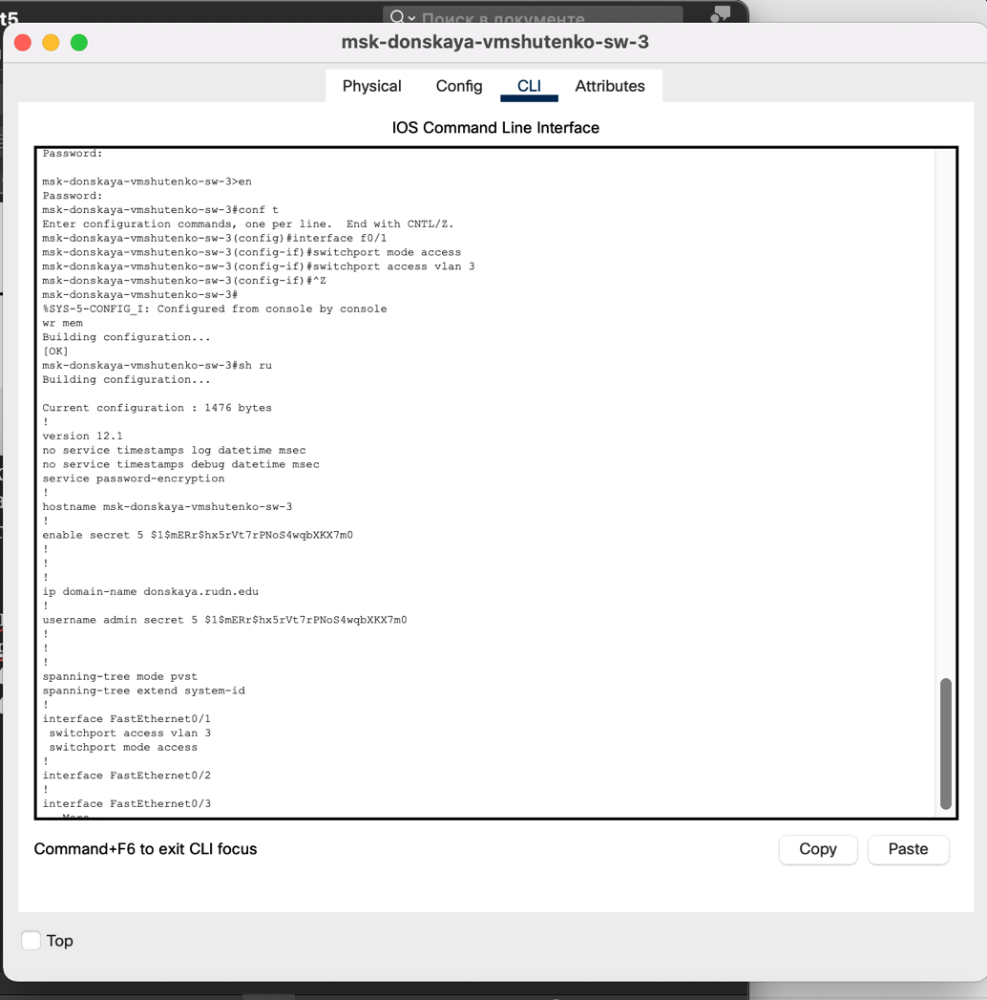 t5
Поиск в документе
msk-donskaya-vmshutenko-sw-3
Physical Config CLI Attributes
IOS Command Line Interface
Password:
msk-donskaya-vmshutenko-sw-3>en
Password:
msk-donskaya-vmshutenko-sw-3#conf t
Enter configuration commands, one per line.  End with CNTL/Z.
msk-donskaya-vmshutenko-sw-3(config)#interface f0/1
msk-donskaya-vmshutenko-sw-3(config-if)#switchport mode access
msk-donskaya-vmshutenko-sw-3(config-if)#switchport access vlan 3
msk-donskaya-vmshutenko-sw-3(config-if)#^Z
msk-donskaya-vmshutenko-sw-3#
%SYS-5-CONFIG_I: Configured from console by console
wr mem
Building configuration...
[OK]
msk-donskaya-vmshutenko-sw-3#sh ru
Building configuration...
Current configuration : 1476 bytes
!
version 12.1
no service timestamps log datetime msec
no service timestamps debug datetime msec
service password-encryption
!
hostname msk-donskaya-vmshutenko-sw-3
!
enable secret 5 $1$mERr$hx5rVt7rPNoS4wqbXKX7m0
!
!
!
ip domain-name donskaya.rudn.edu
!
username admin secret 5 $1$mERr$hx5rVt7rPNoS4wqbXKX7m0
!
!
!
spanning-tree mode pvst
spanning-tree extend system-id
!
interface FastEthernet0/1
 switchport access vlan 3
 switchport mode access
!
interface FastEthernet0/2
!
interface FastEthernet0/3
More
Command+F6 to exit CLI focus
Copy Paste
Top